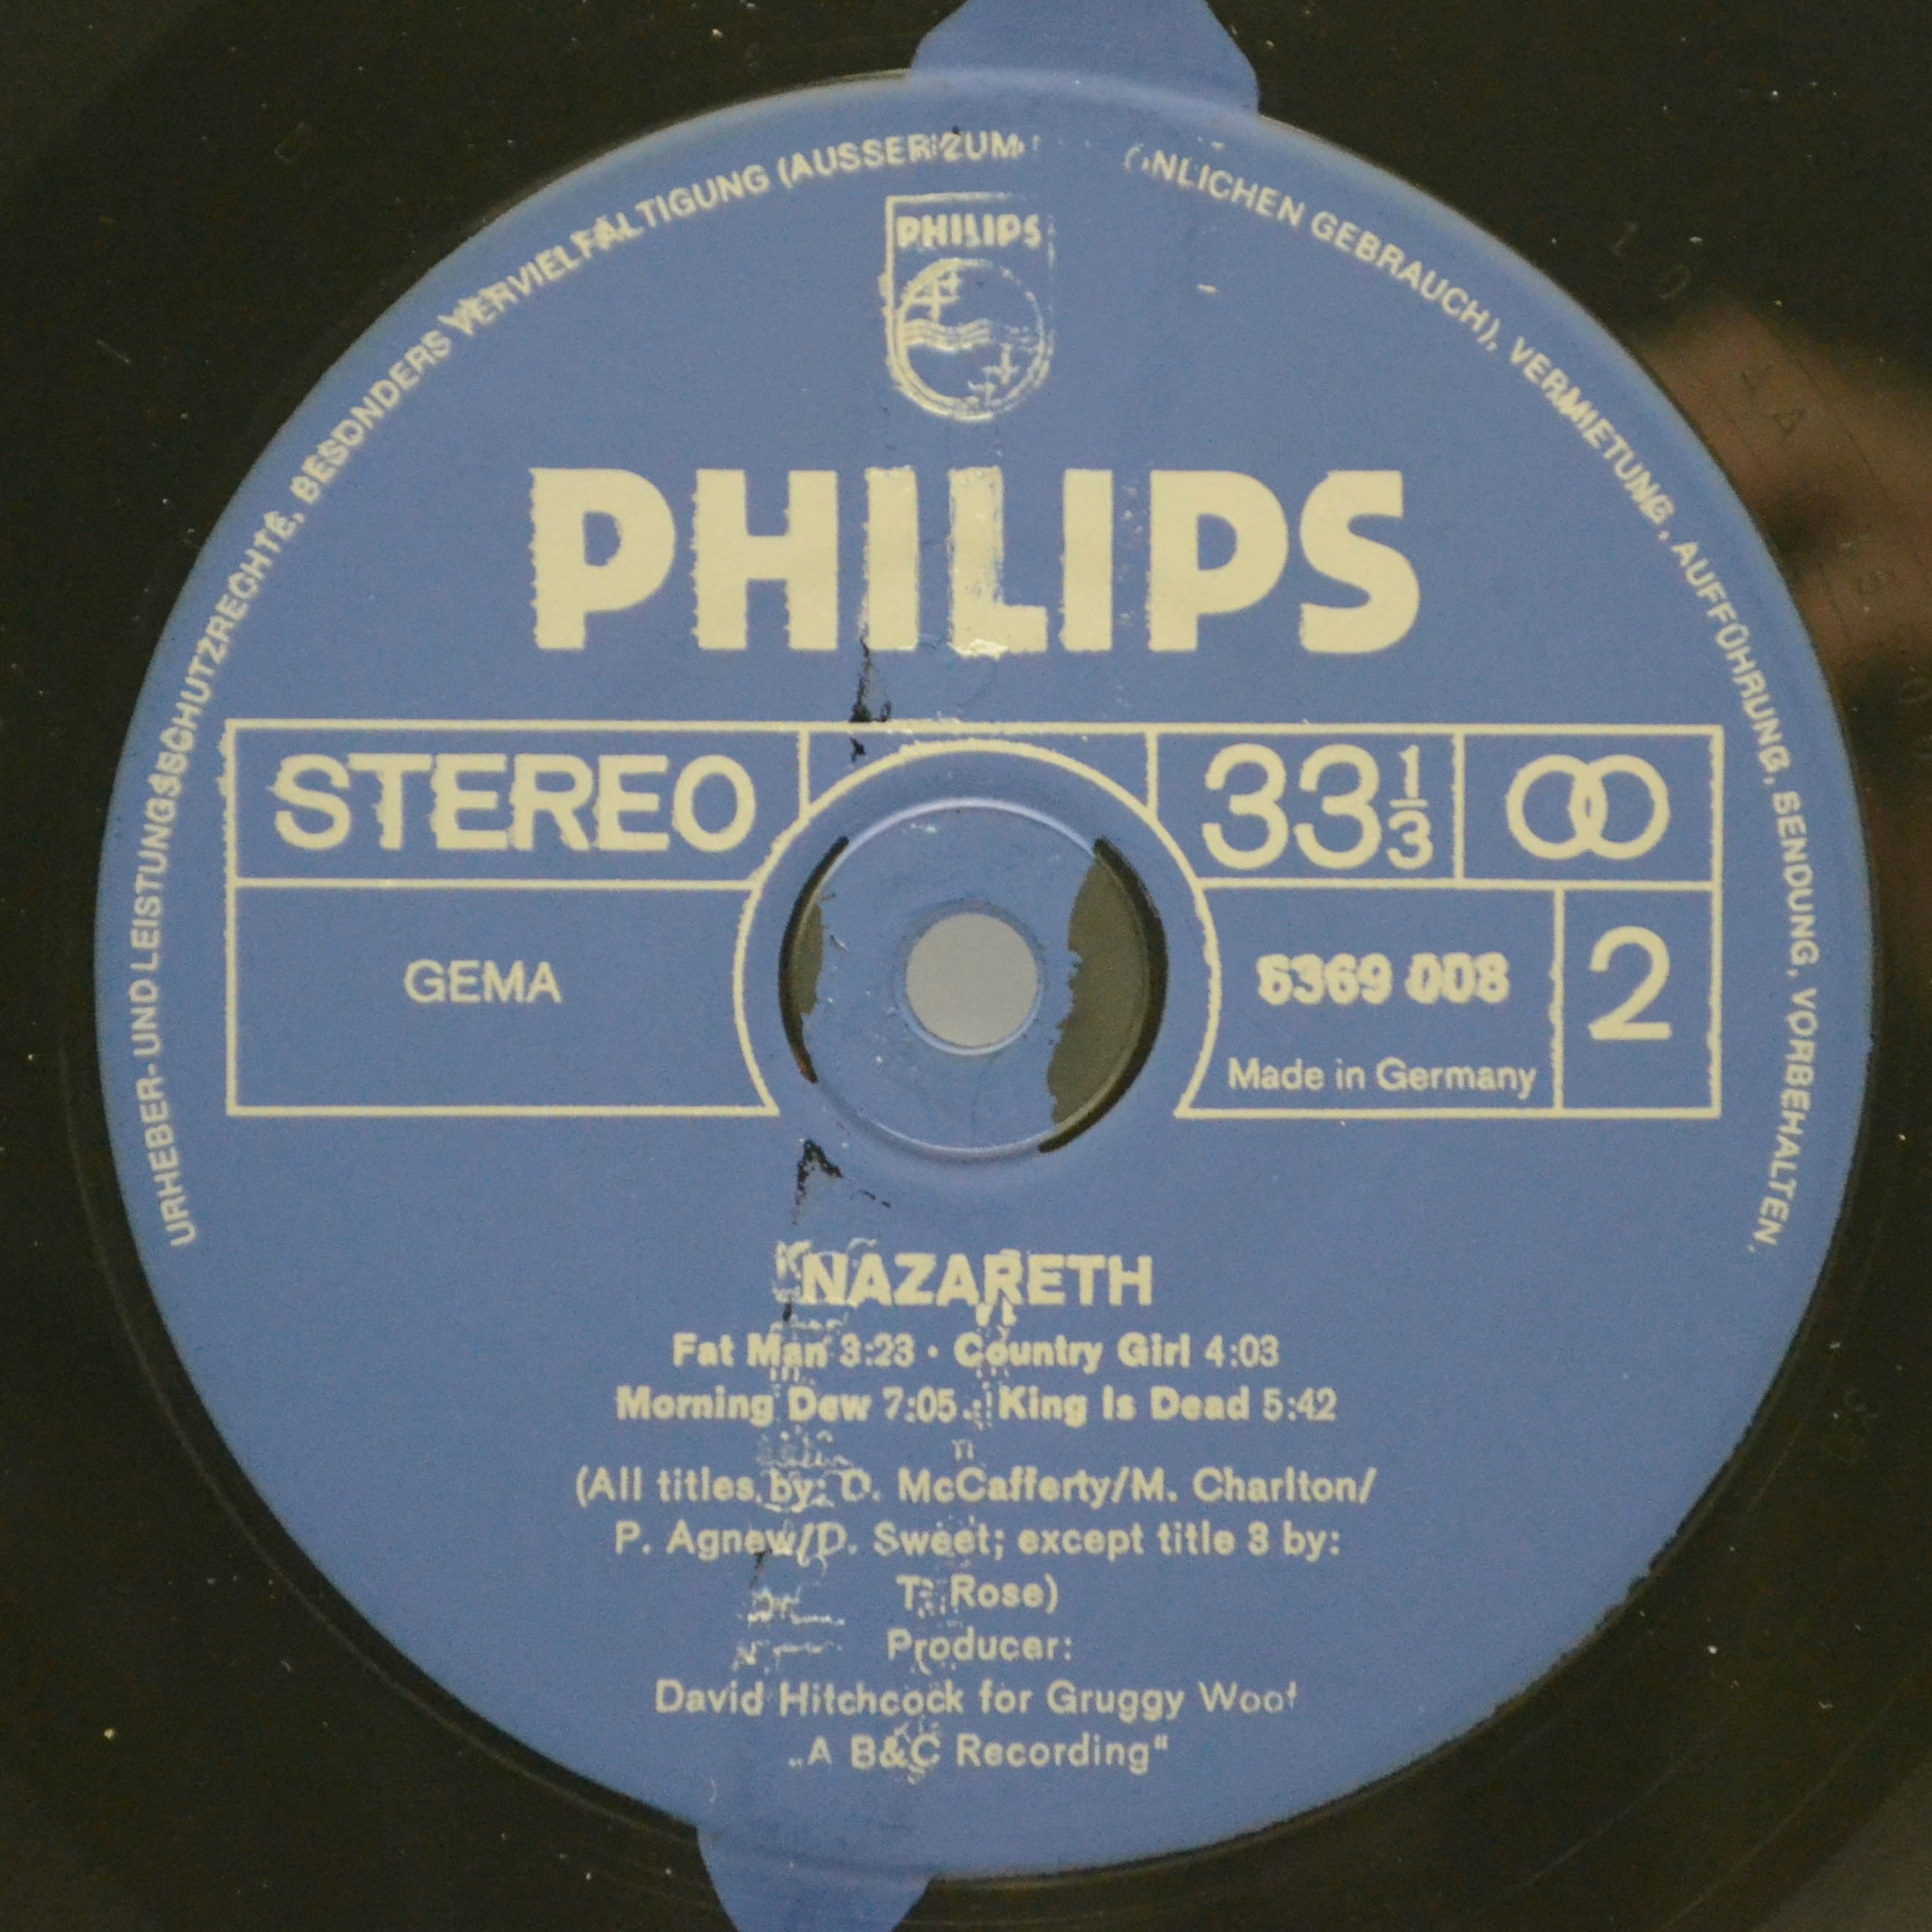 URHEBER- UND LEISTUNGSSCHUTZRECHTE, BESONDERS VERVIELFÄLTIGUNG (AUSSER ZUM NLICHEN GEBRAUCH), VERMIETUNG, AUFFÜHRUNG, SENDUNG, VORBEHALTEN.
PHILIPS
PHILIPS
STEREO
33 1/3
GEMA
6369 008
2
Made in Germany
NAZARETH
Fat Man 3:23 · Country Girl 4:03
Morning Dew 7:05 · King Is Dead 5:42
(All titles by: D. McCafferty/M. Charlton/
P. Agnew/D. Sweet; except title 3 by:
T. Rose)
Producer:
David Hitchcock for Gruggy Woof
„A B&C Recording“